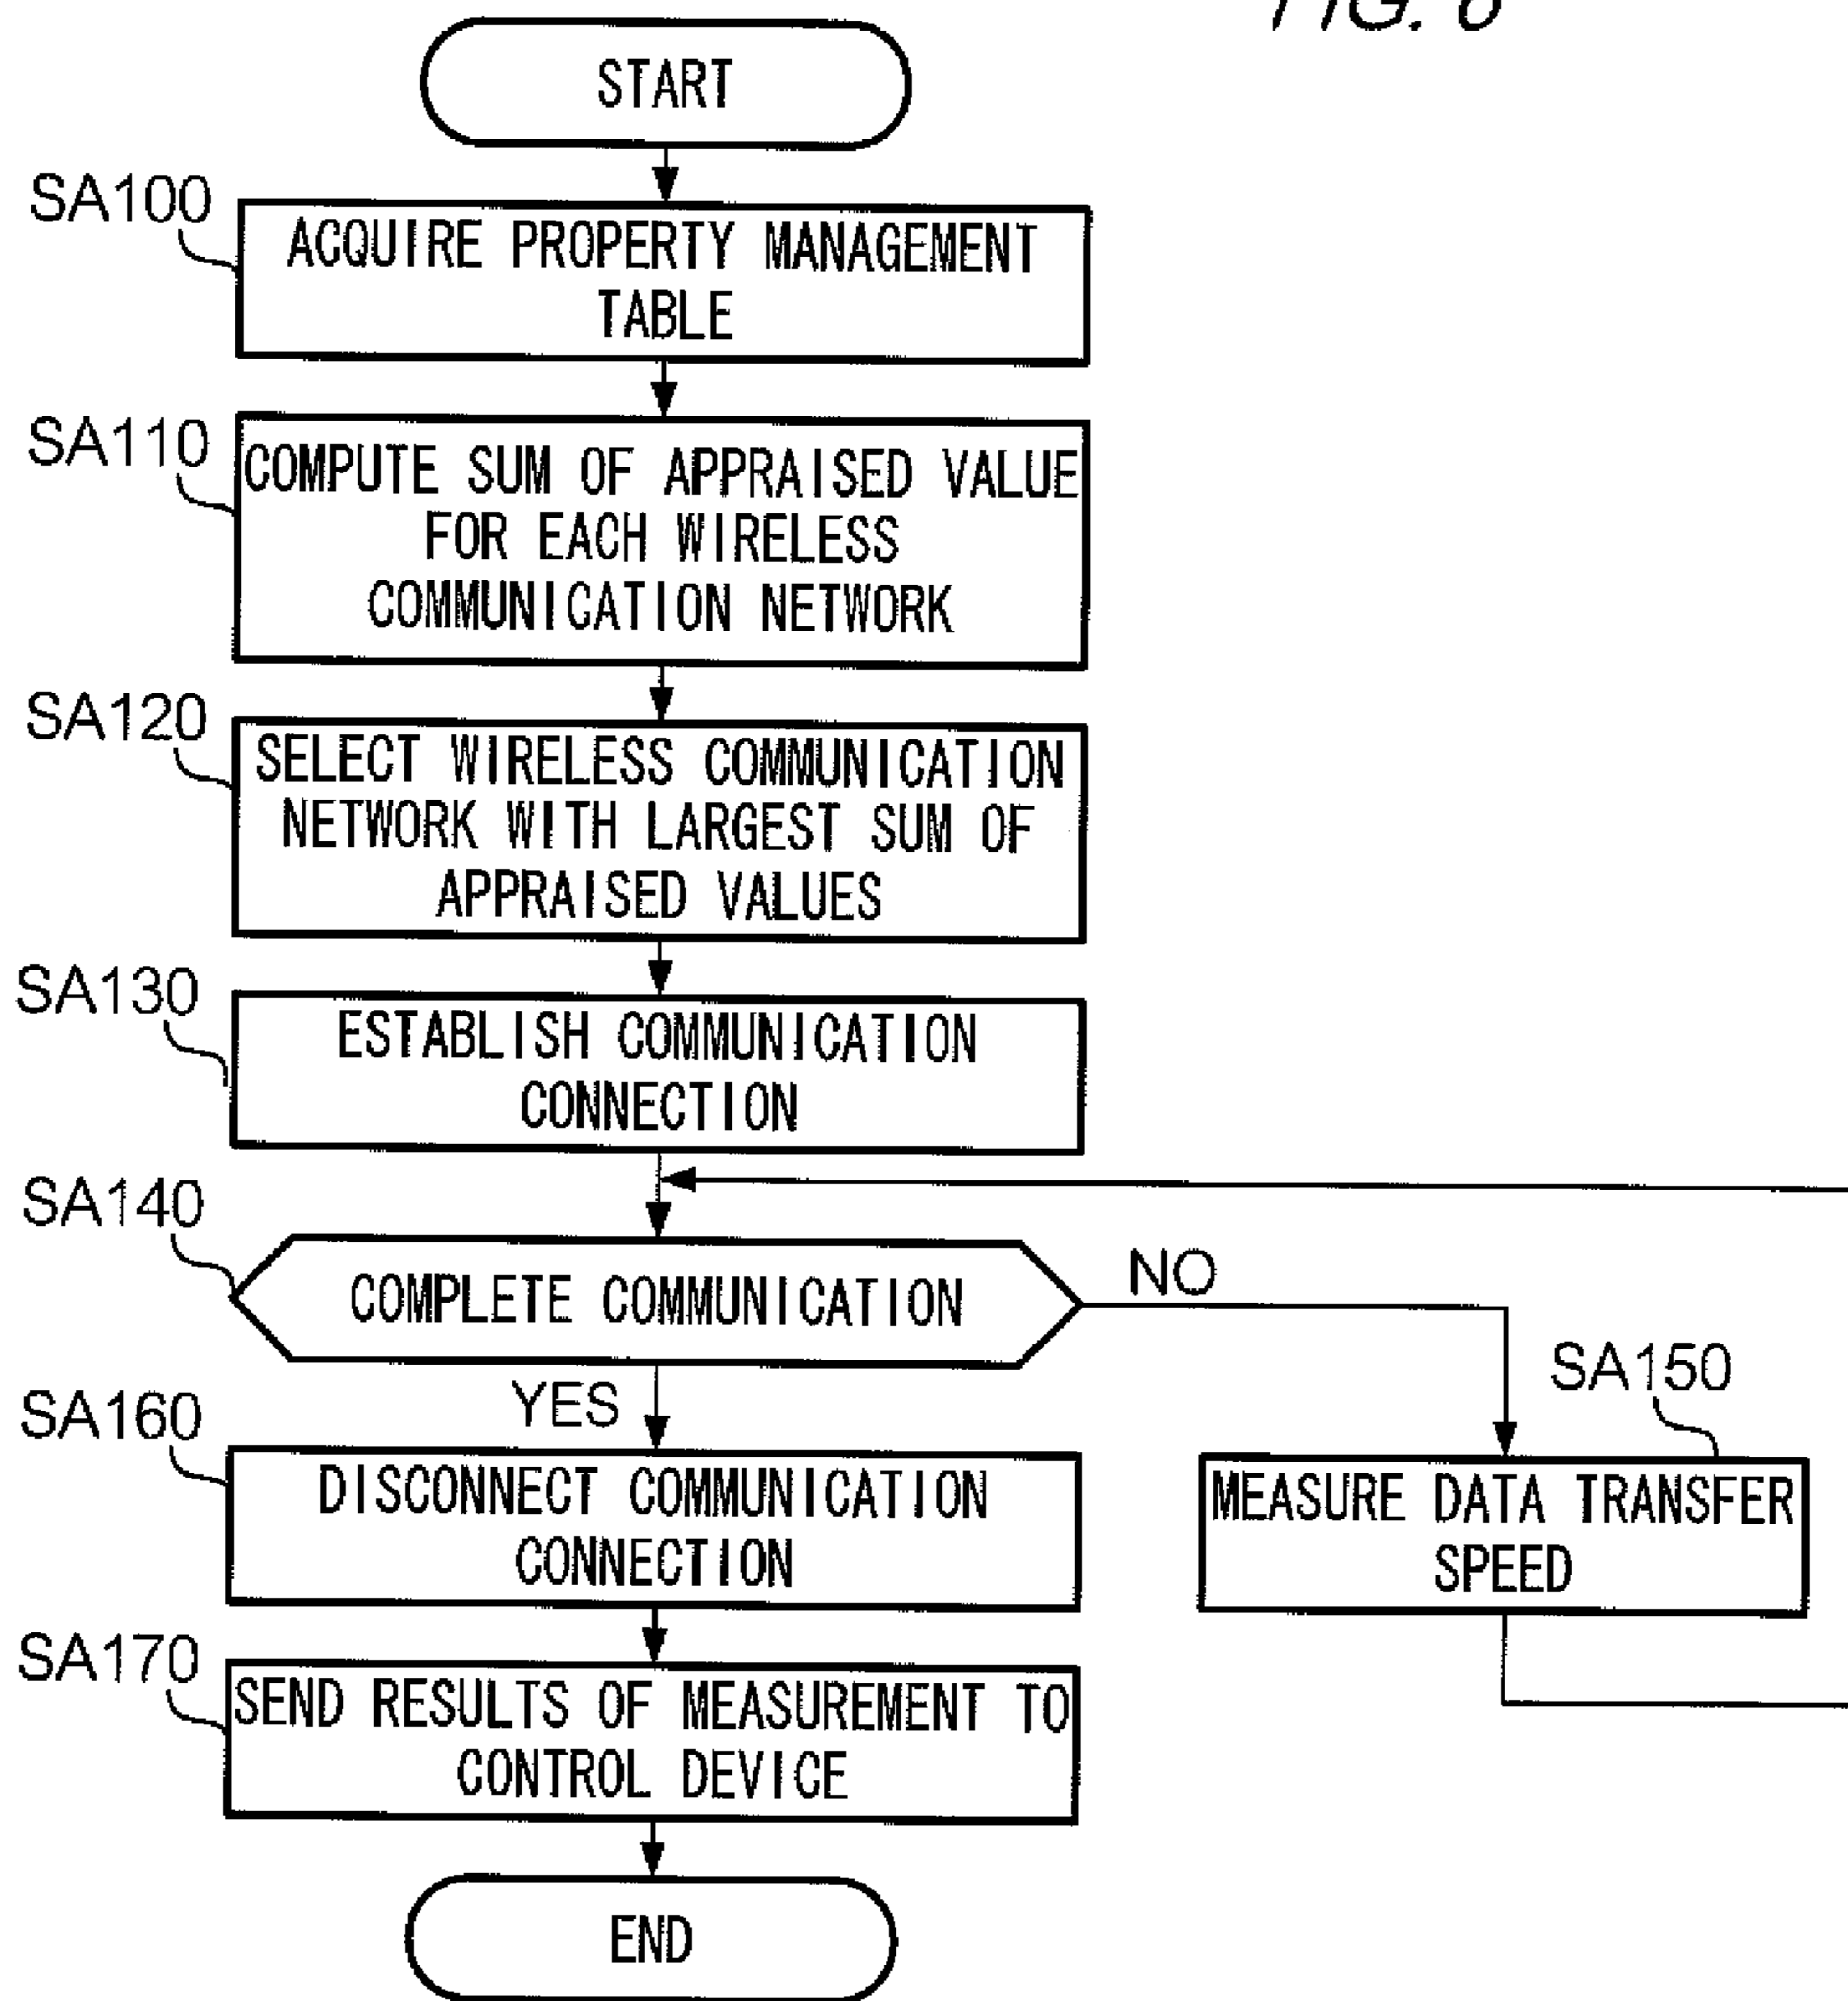 START
SA100
ACQUIRE PROPERTY MANAGEMENT
TABLE
SA110
COMPUTE SUM OF APPRAISED VALUE
FOR EACH WIRELESS
COMMUNICATION NETWORK
SA120
SELECT WIRELESS COMMUNICATION
NETWORK WITH LARGEST SUM OF
APPRAISED VALUES
SA130
ESTABLISH COMMUNICATION
CONNECTION
SA140
COMPLETE COMMUNICATION
NO
YES
SA150
MEASURE DATA TRANSFER
SPEED
SA160
DISCONNECT COMMUNICATION
CONNECTION
SA170
SEND RESULTS OF MEASUREMENT TO
CONTROL DEVICE
END